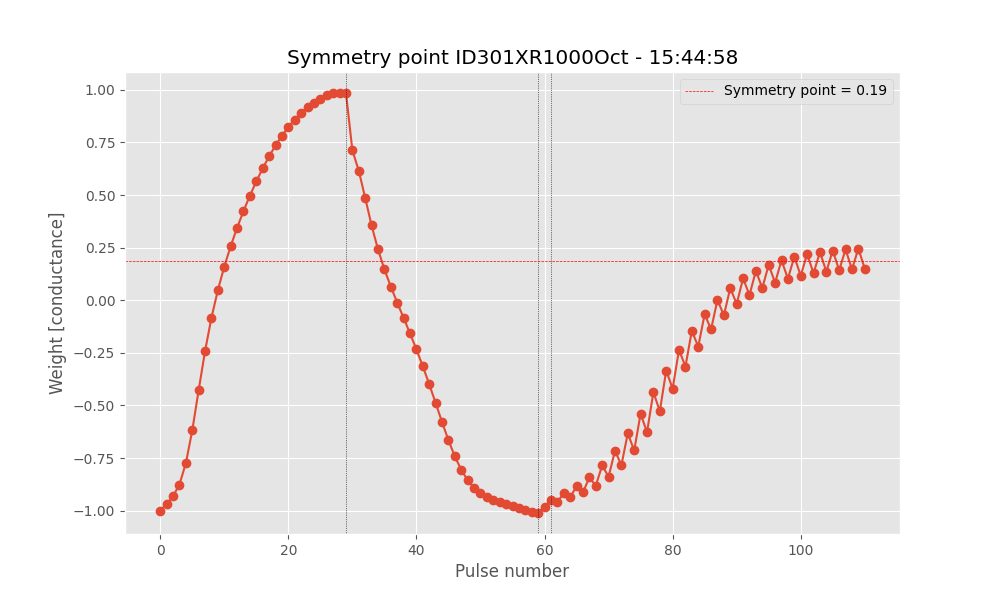 Symmetry point ID301XR1000Oct - 15:44:58
Symmetry point = 0.19
1.00
0.75
0.50
0.25
0.00
−0.25
−0.50
−0.75
−1.00
Weight [conductance]
0 20 40 60 80 100
Pulse number